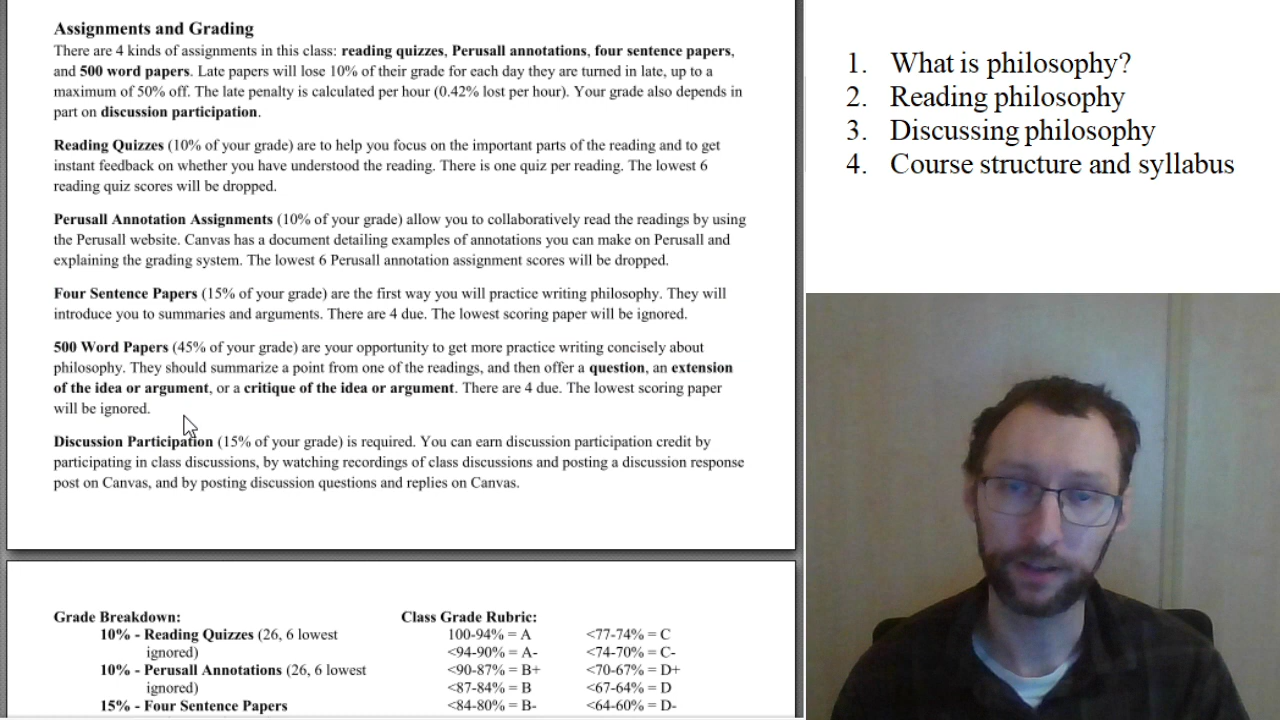 Assignments and Grading
There are 4 kinds of assignments in this class: reading quizzes, Perusall annotations, four sentence papers,
and 500 word papers. Late papers will lose 10% of their grade for each day they are turned in late, up to a
maximum of 50% off. The late penalty is calculated per hour (0.42% lost per hour). Your grade also depends in
part on discussion participation.
Reading Quizzes (10% of your grade) are to help you focus on the important parts of the reading and to get
instant feedback on whether you have understood the reading. There is one quiz per reading. The lowest 6
reading quiz scores will be dropped.
Perusall Annotation Assignments (10% of your grade) allow you to collaboratively read the readings by using
the Perusall website. Canvas has a document detailing examples of annotations you can make on Perusall and
explaining the grading system. The lowest 6 Perusall annotation assignment scores will be dropped.
Four Sentence Papers (15% of your grade) are the first way you will practice writing philosophy. They will
introduce you to summaries and arguments. There are 4 due. The lowest scoring paper will be ignored.
500 Word Papers (45% of your grade) are your opportunity to get more practice writing concisely about
philosophy. They should summarize a point from one of the readings, and then offer a question, an extension
of the idea or argument, or a critique of the idea or argument. There are 4 due. The lowest scoring paper
will be ignored.
Discussion Participation (15% of your grade) is required. You can earn discussion participation credit by
participating in class discussions, by watching recordings of class discussions and posting a discussion response
post on Canvas, and by posting discussion questions and replies on Canvas.
Grade Breakdown:
10% - Reading Quizzes (26, 6 lowest
ignored)
10% - Perusall Annotations (26, 6 lowest
ignored)
15% - Four Sentence Papers
Class Grade Rubric:
100-94% = A
<94-90% = A-
<90-87% = B+
<87-84% = B
<84-80% = B-
<77-74% = C
<74-70% = C-
<70-67% = D+
<67-64% = D
<64-60% = D-
1. What is philosophy?
2. Reading philosophy
3. Discussing philosophy
4. Course structure and syllabus